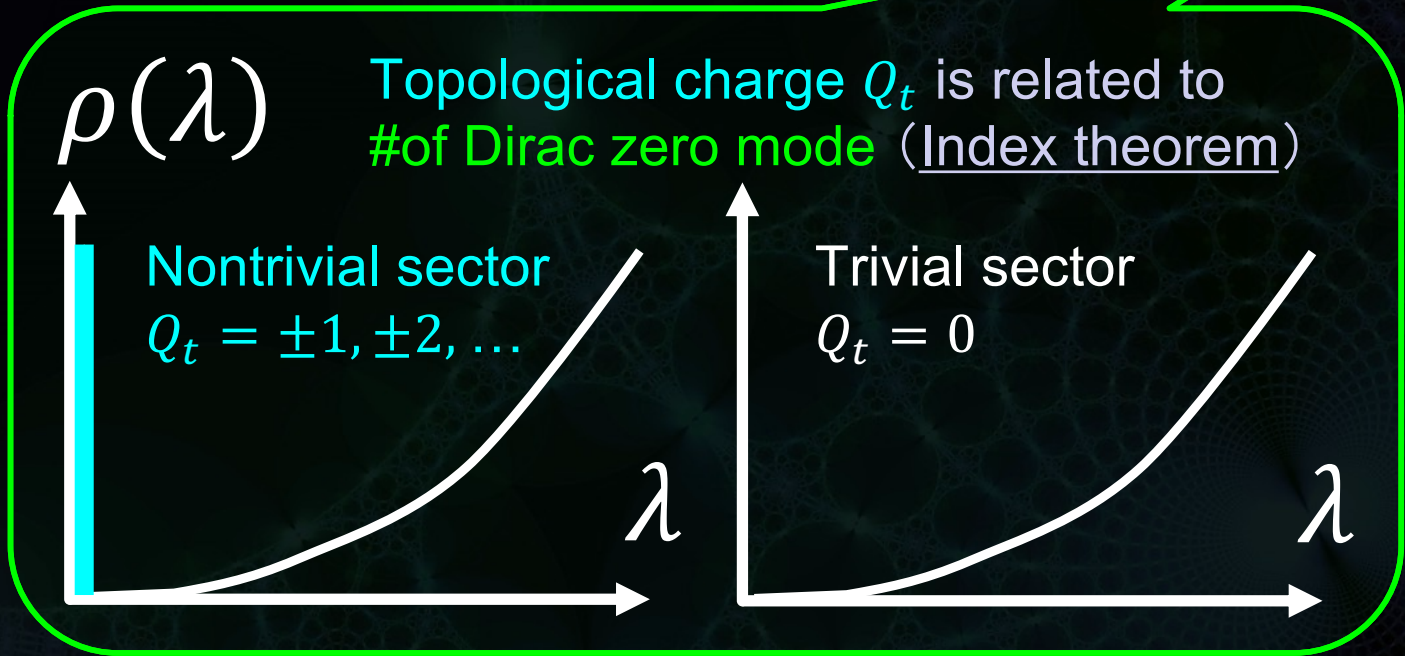 ρ(λ)
Topological charge Q_t is related to
#of Dirac zero mode（Index theorem）
Nontrivial sector
Q_t = ±1, ±2, …
λ
Trivial sector
Q_t = 0
λ